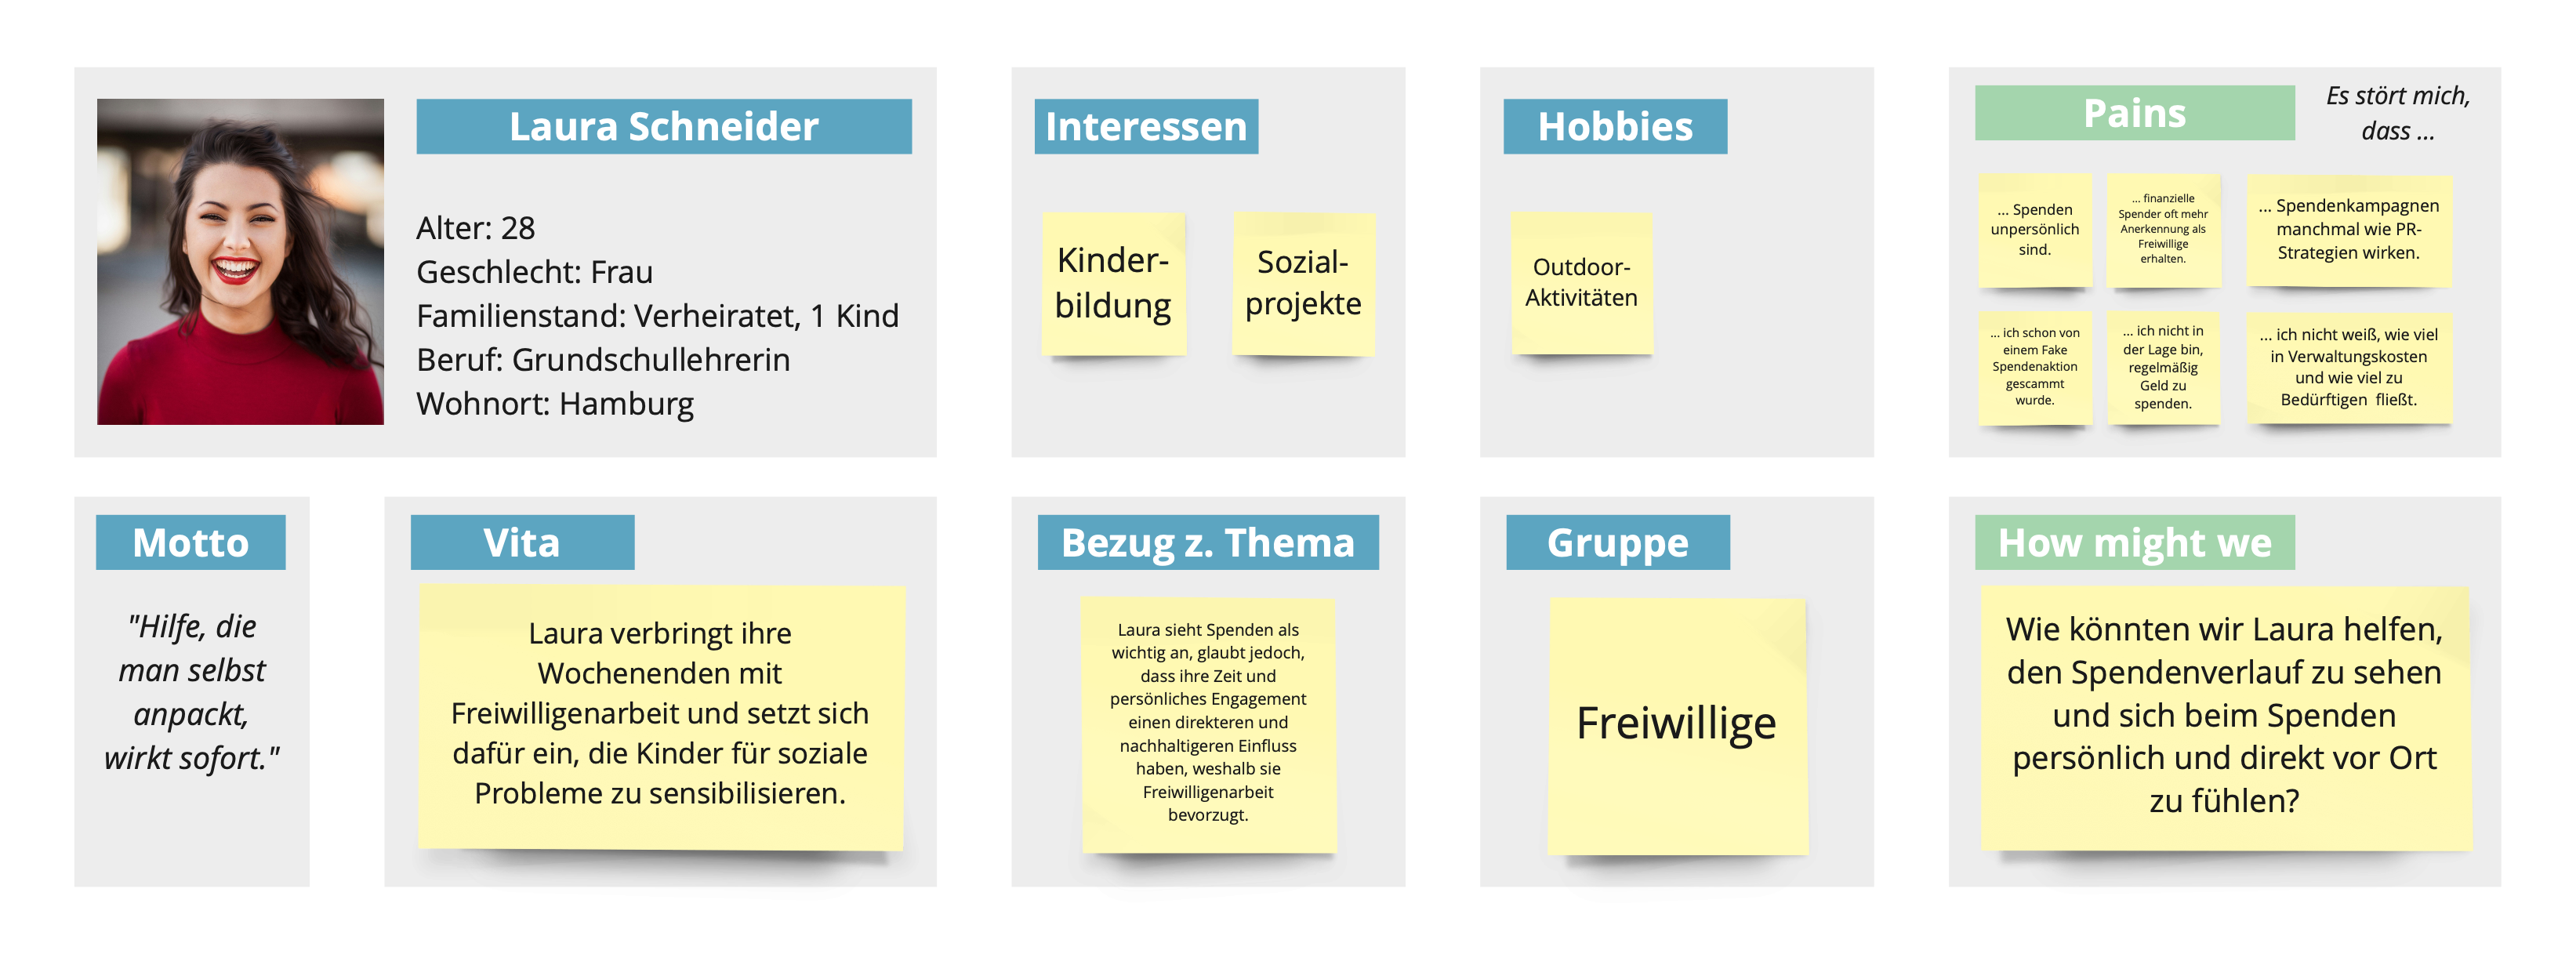 Laura Schneider
Alter: 28
Geschlecht: Frau
Familienstand: Verheiratet, 1 Kind
Beruf: Grundschullehrerin
Wohnort: Hamburg
Interessen
Kinder-
bildung
Sozial-
projekte
Hobbies
Outdoor-
Aktivitäten
Pains
Es stört mich,
dass ...
... Spenden
unpersönlich
sind.
... finanzielle
Spender oft mehr
Anerkennung als
Freiwillige
erhalten.
... Spendenkampagnen
manchmal wie PR-
Strategien wirken.
... ich schon von
einem Fake
Spendenaktion
gescammt
wurde.
... ich nicht in
der Lage bin,
regelmäßig
Geld zu
spenden.
... ich nicht weiß, wie viel
in Verwaltungskosten
und wie viel zu
Bedürftigen fließt.
Motto
"Hilfe, die
man selbst
anpackt,
wirkt sofort."
Vita
Laura verbringt ihre
Wochenenden mit
Freiwilligenarbeit und setzt sich
dafür ein, die Kinder für soziale
Probleme zu sensibilisieren.
Bezug z. Thema
Laura sieht Spenden als
wichtig an, glaubt jedoch,
dass ihre Zeit und
persönliches Engagement
einen direkteren und
nachhaltigeren Einfluss
haben, weshalb sie
Freiwilligenarbeit
bevorzugt.
Gruppe
Freiwillige
How might we
Wie könnten wir Laura helfen,
den Spendenverlauf zu sehen
und sich beim Spenden
persönlich und direkt vor Ort
zu fühlen?